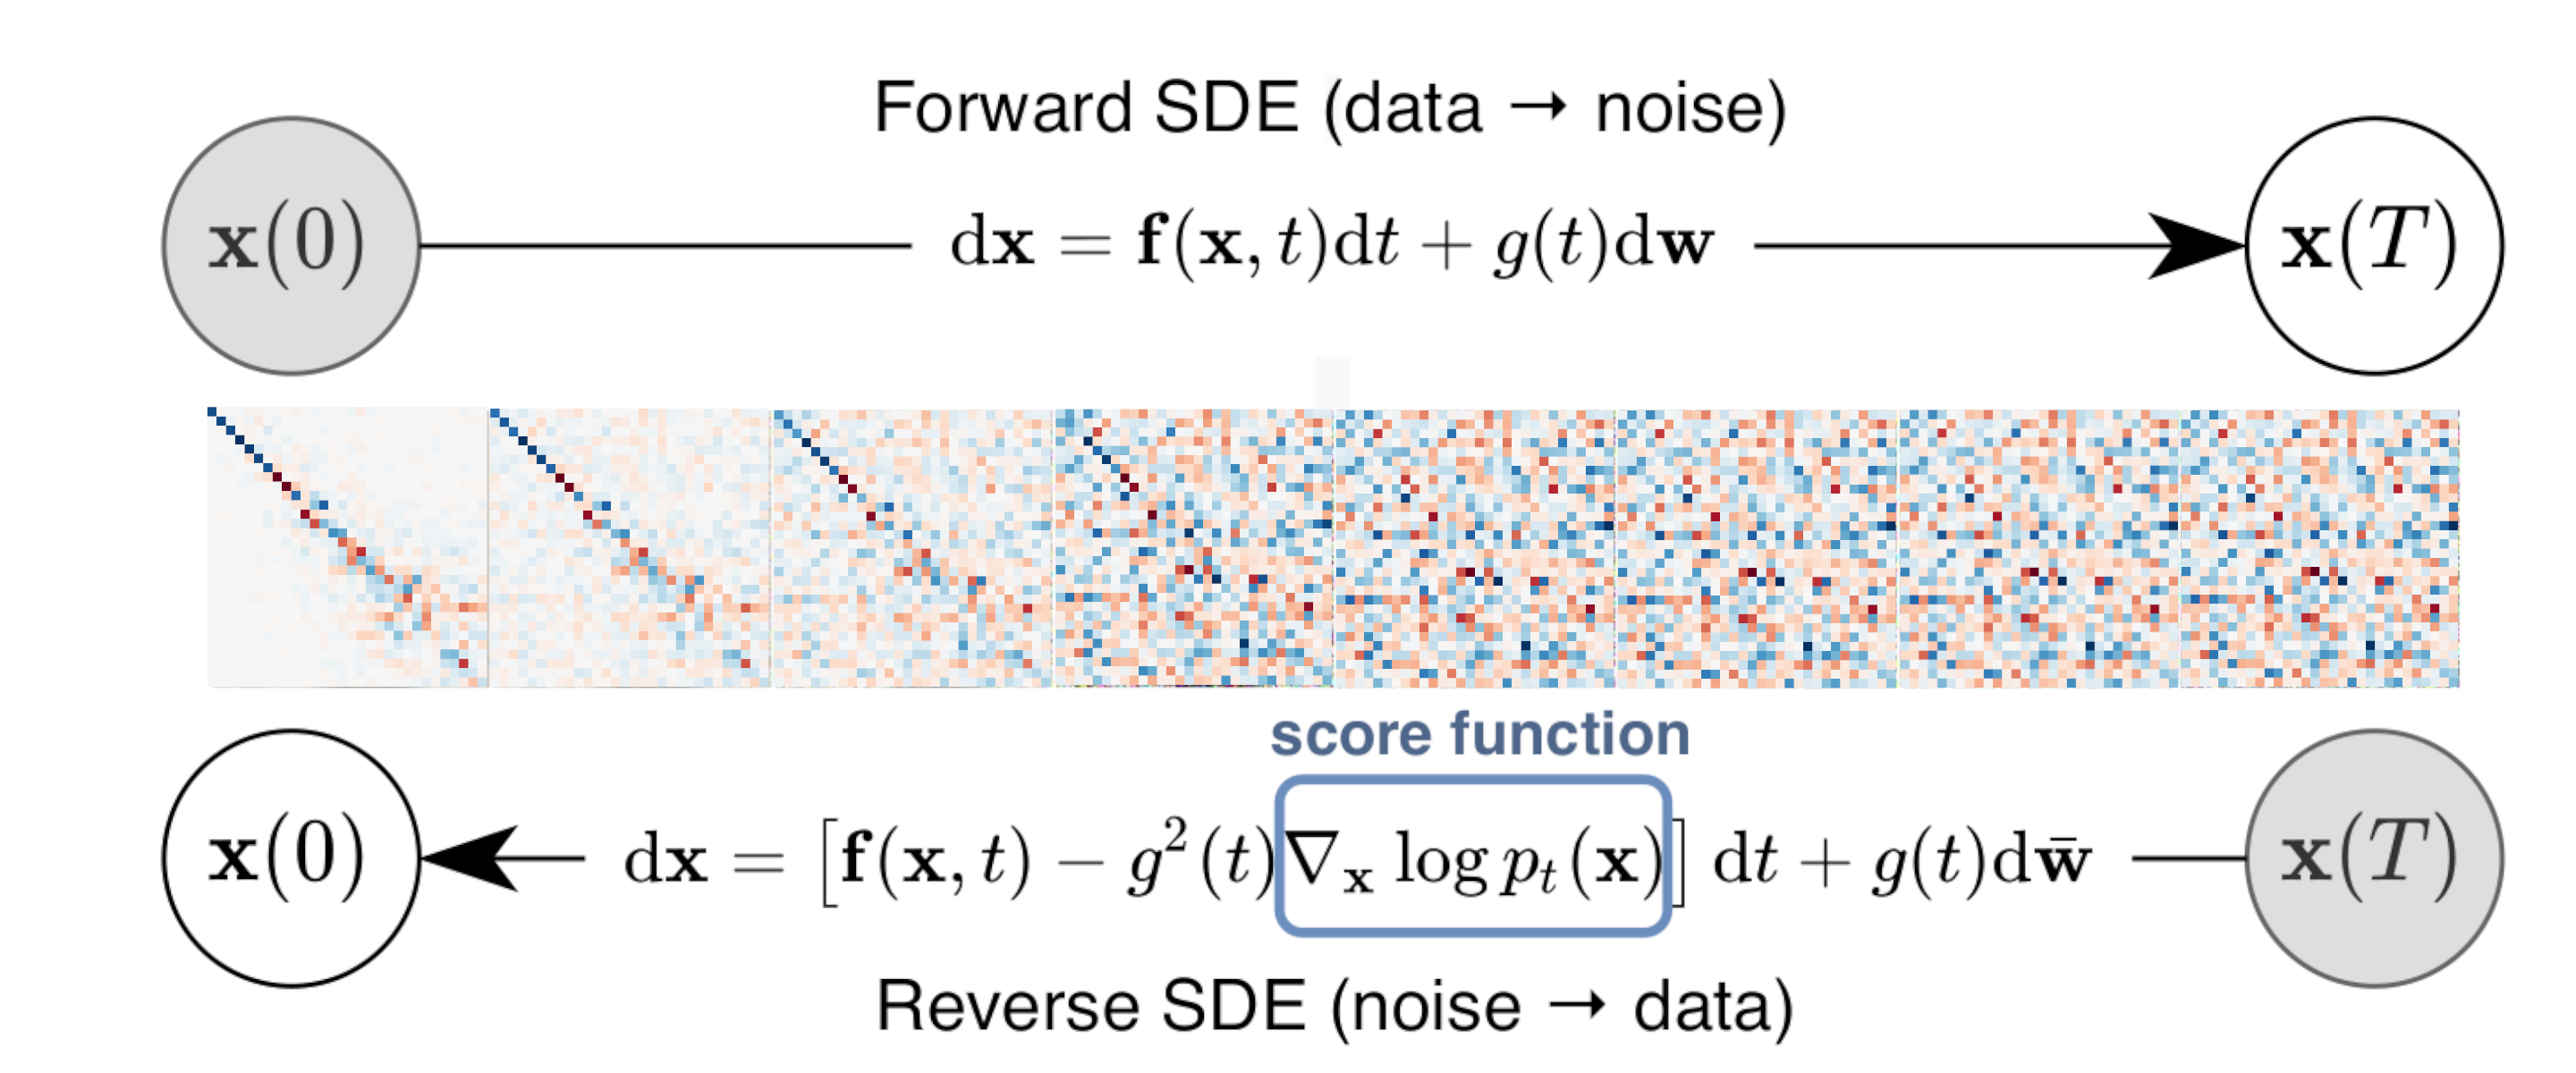 Forward SDE (data → noise)
x(0) dx = f(x, t)dt + g(t)dw x(T)
score function
x(0) dx = [f(x, t) − g²(t)∇ₓ log pₜ(x)] dt + g(t)dw̄ x(T)
Reverse SDE (noise → data)